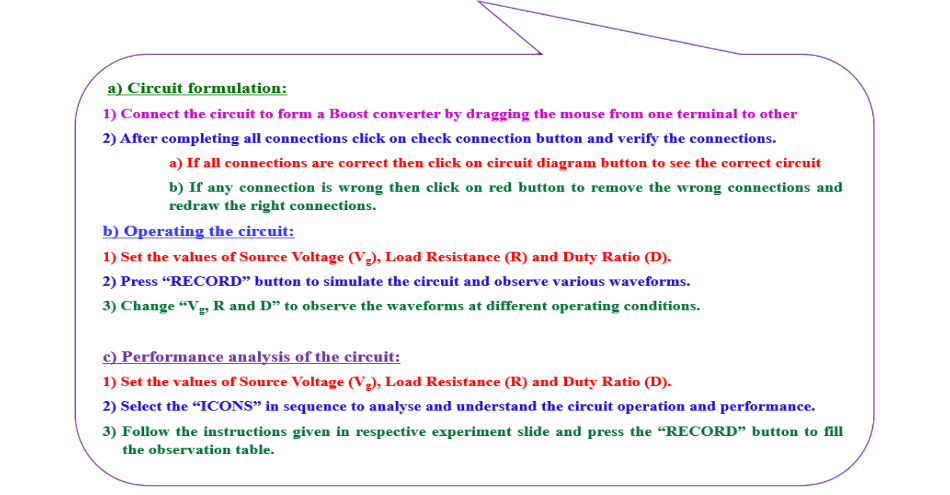 a) Circuit formulation:
1) Connect the circuit to form a Boost converter by dragging the mouse from one terminal to other
2) After completing all connections click on check connection button and verify the connections.
a) If all connections are correct then click on circuit diagram button to see the correct circuit
b) If any connection is wrong then click on red button to remove the wrong connections and
redraw the right connections.
b) Operating the circuit:
1) Set the values of Source Voltage (Vg), Load Resistance (R) and Duty Ratio (D).
2) Press “RECORD” button to simulate the circuit and observe various waveforms.
3) Change “Vg, R and D” to observe the waveforms at different operating conditions.
c) Performance analysis of the circuit:
1) Set the values of Source Voltage (Vg), Load Resistance (R) and Duty Ratio (D).
2) Select the “ICONS” in sequence to analyse and understand the circuit operation and performance.
3) Follow the instructions given in respective experiment slide and press the “RECORD” button to fill
the observation table.